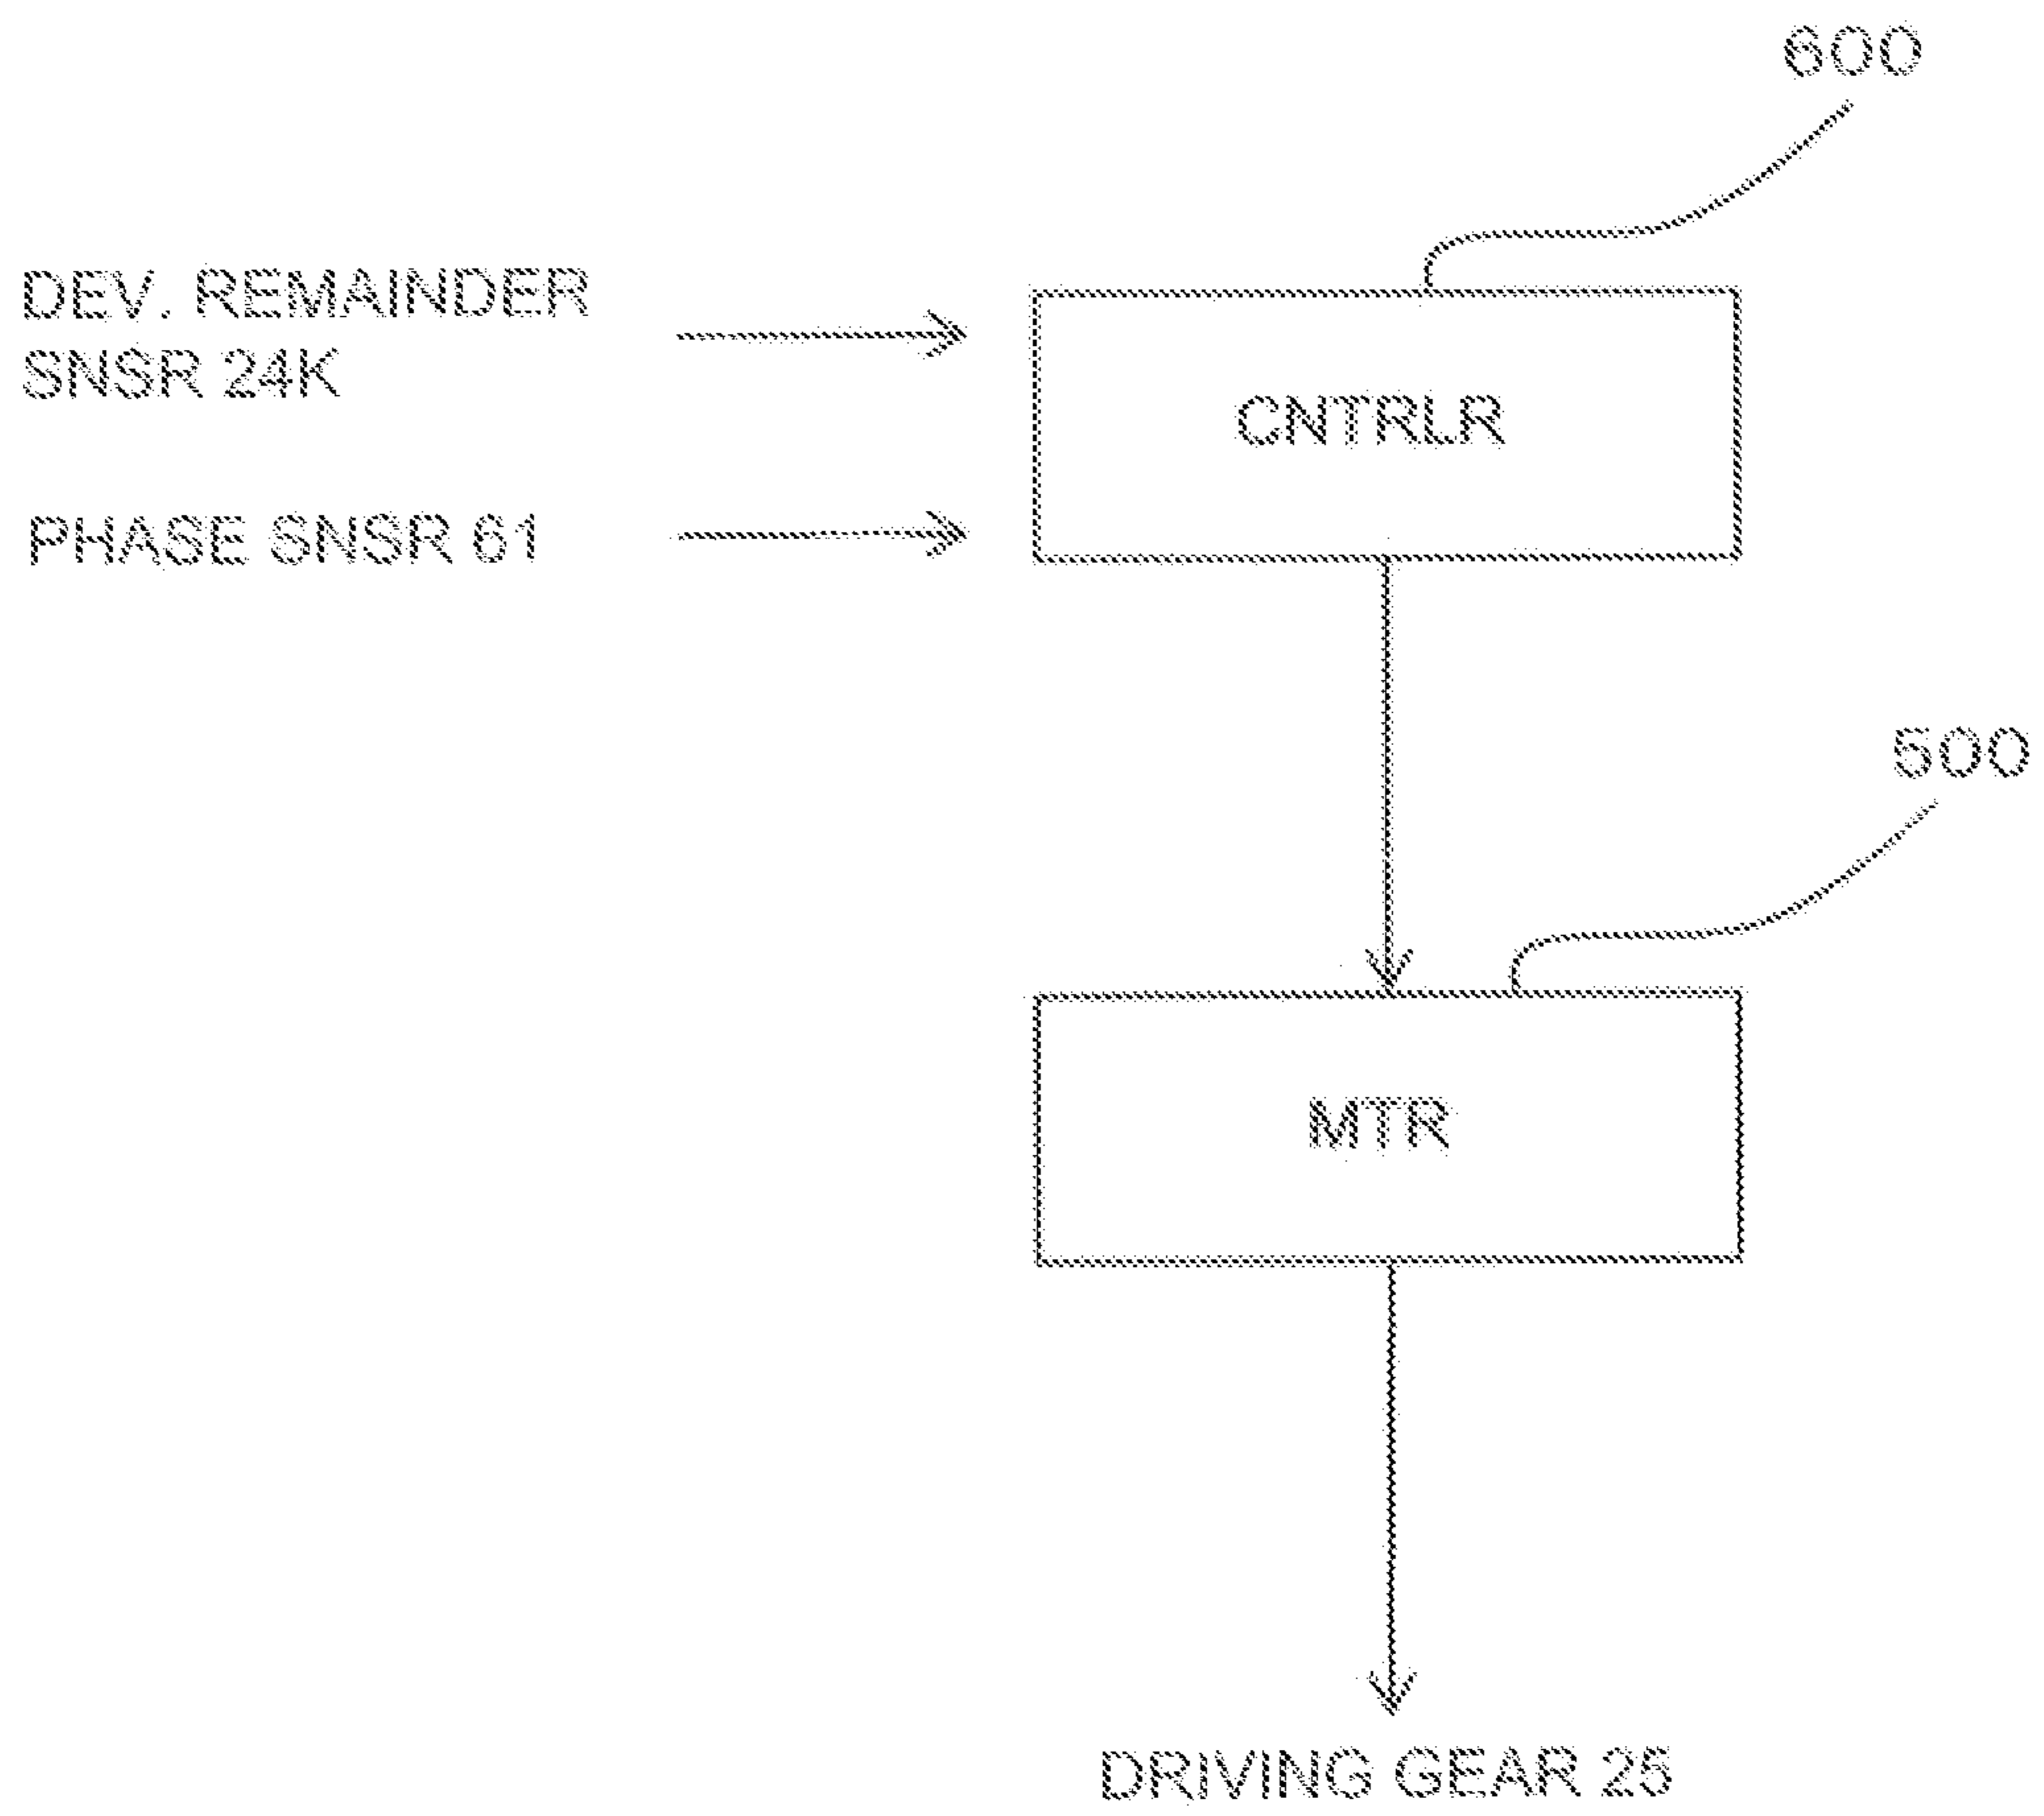 600
DEV. REMAINDER
SNSR 24K
CNTRLR
PHASE SNSR 61
500
MTR
DRIVING GEAR 25